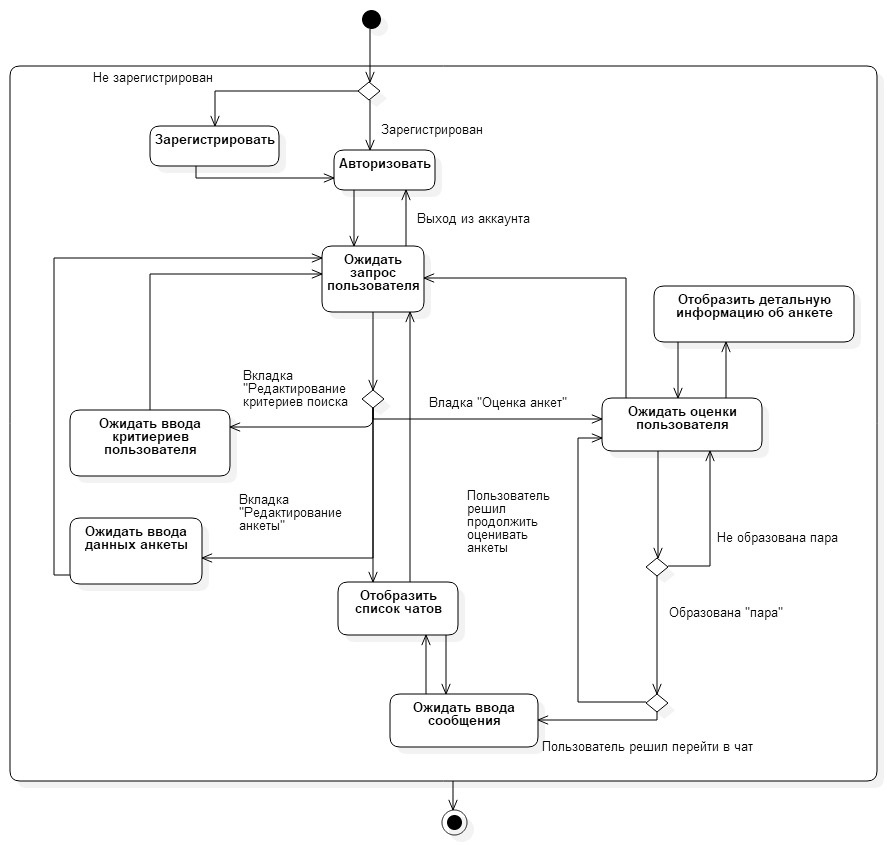 Не зарегистрирован
Зарегистрировать
Зарегистрирован
Авторизовать
Выход из аккаунта
Ожидать
запрос
пользователя
Отобразить детальную
информацию об анкете
Вкладка
"Редактирование
критериев поиска
Владка "Оценка анкет"
Ожидать оценки
пользователя
Ожидать ввода
критиериев
пользователя
Вкладка
"Редактирование
анкеты"
Пользователь
решил
продолжить
оценивать
анкеты
Ожидать ввода
данных анкеты
Не образована пара
Отобразить
список чатов
Образована "пара"
Ожидать ввода
сообщения
Пользователь решил перейти в чат